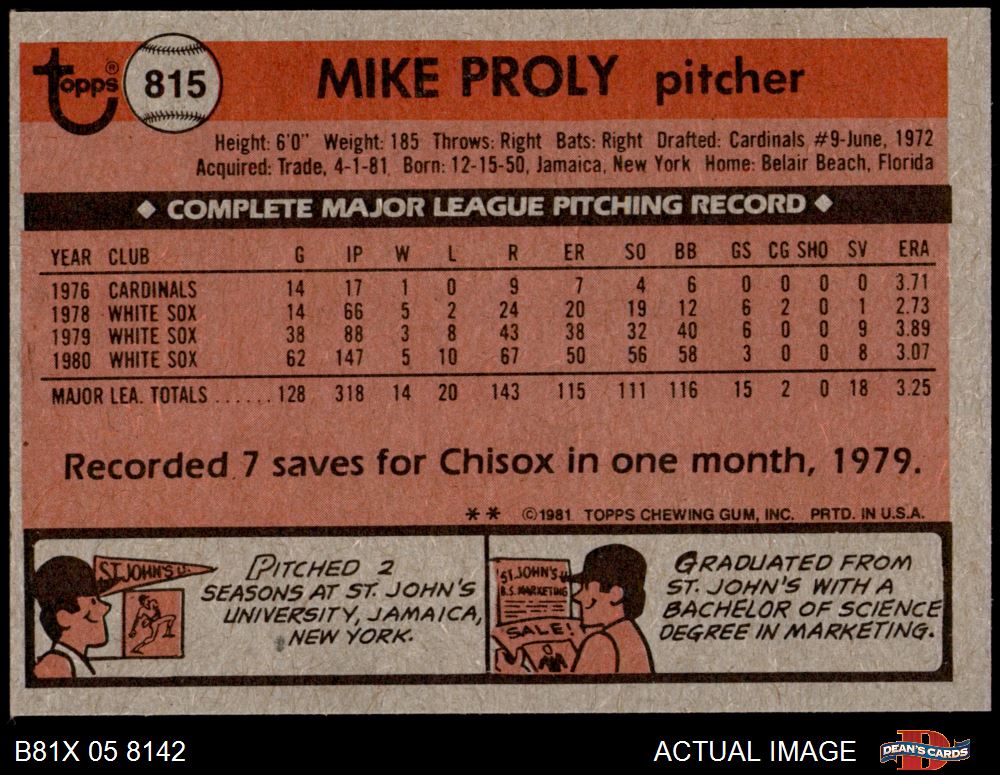 Topps® 815 MIKE PROLY pitcher
Height: 6'0" Weight: 185 Throws: Right Bats: Right Drafted: Cardinals #9-June, 1972
Acquired: Trade, 4-1-81 Born: 12-15-50, Jamaica, New York Home: Belair Beach, Florida
◆ COMPLETE MAJOR LEAGUE PITCHING RECORD ◆
YEAR CLUB G IP W L R ER SO BB GS CG SHO SV ERA
1976 CARDINALS 14 17 1 0 9 7 4 6 0 0 0 0 3.71
1978 WHITE SOX 14 66 5 2 24 20 19 12 6 2 0 1 2.73
1979 WHITE SOX 38 88 3 8 43 38 32 40 6 0 0 9 3.89
1980 WHITE SOX 62 147 5 10 67 50 56 58 3 0 0 8 3.07
MAJOR LEA. TOTALS ...... 128 318 14 20 143 115 111 116 15 2 0 18 3.25
Recorded 7 saves for Chisox in one month, 1979.
** ©1981 TOPPS CHEWING GUM, INC. PRTD. IN U.S.A.
ST. JOHN'S U.
PITCHED 2
SEASONS AT ST. JOHN'S
UNIVERSITY, JAMAICA,
NEW YORK.
ST. JOHN'S U.
B.S. MARKETING
SALE!
GRADUATED FROM
ST. JOHN'S WITH A
BACHELOR OF SCIENCE
DEGREE IN MARKETING.
B81X 05 8142 ACTUAL IMAGE DEAN'S CARDS